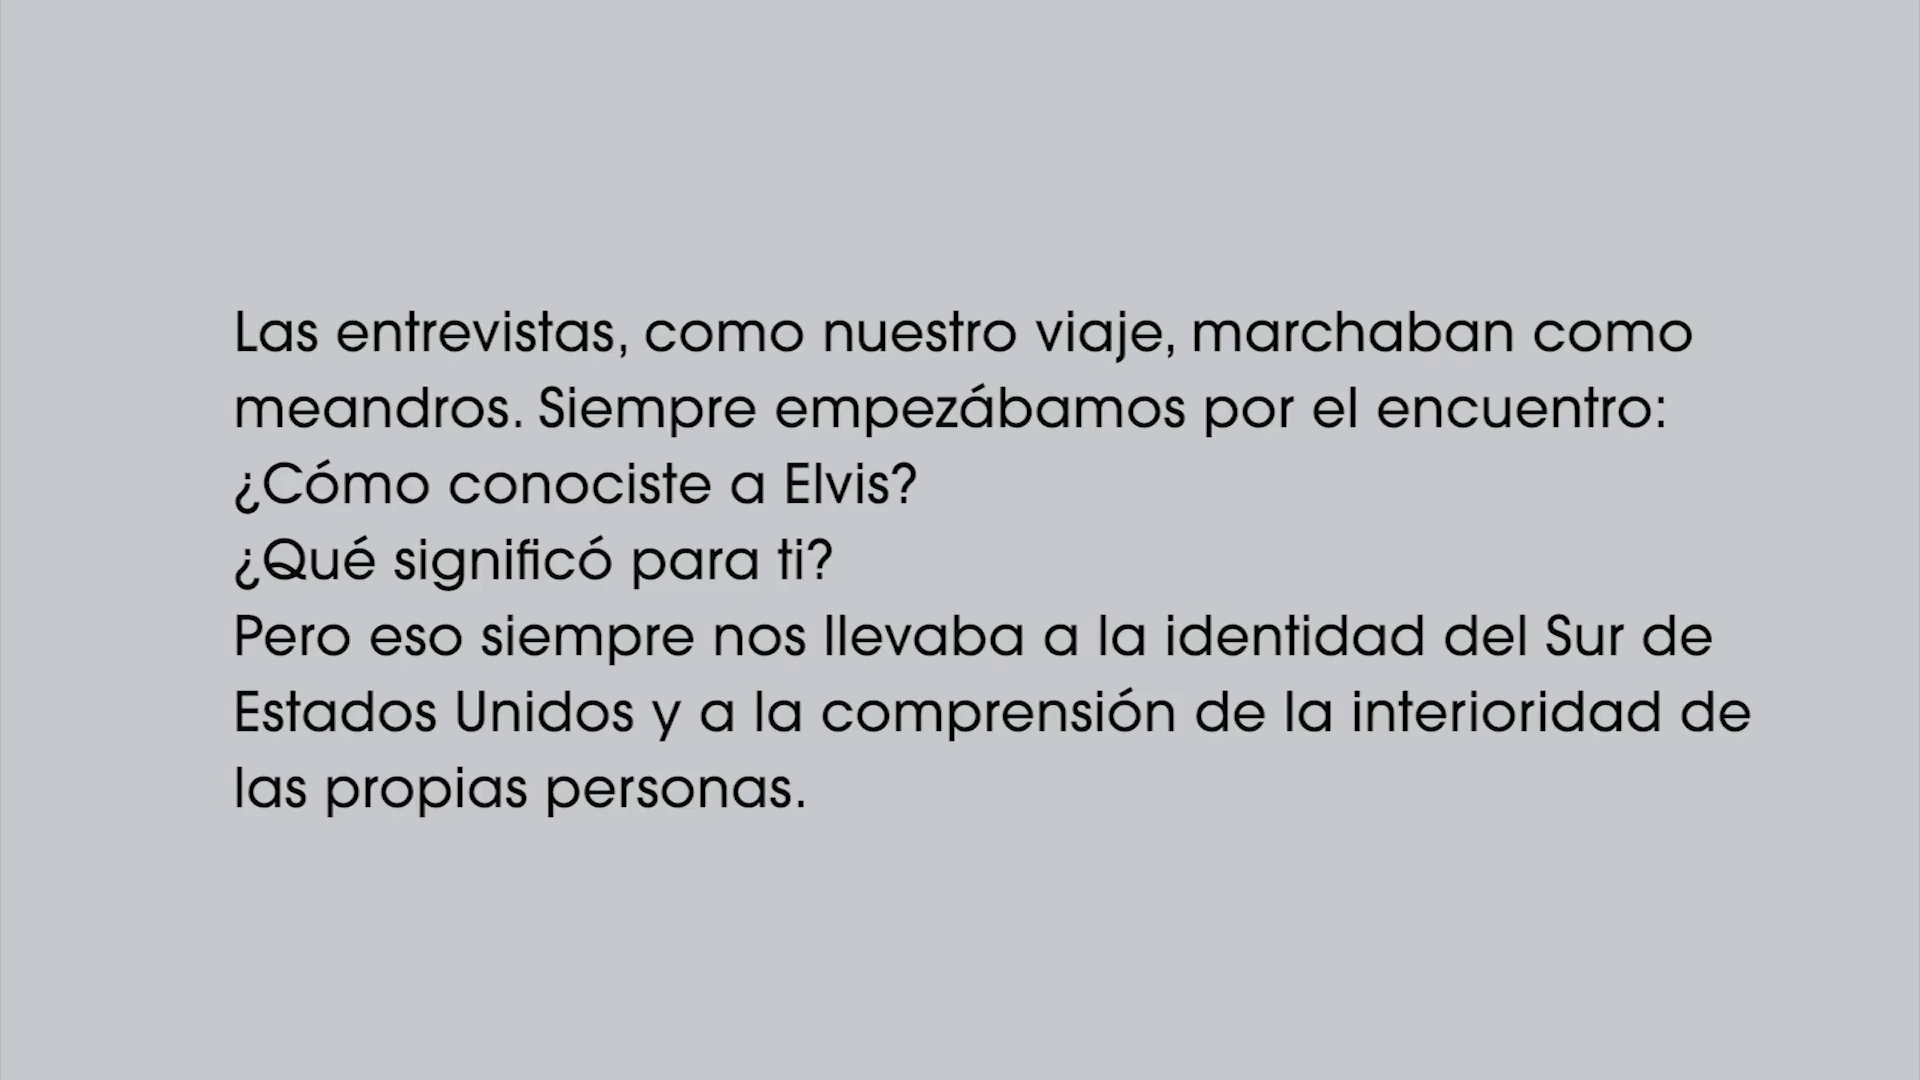 Las entrevistas, como nuestro viaje, marchaban como
meandros. Siempre empezábamos por el encuentro:
¿Cómo conociste a Elvis?
¿Qué significó para ti?
Pero eso siempre nos llevaba a la identidad del Sur de
Estados Unidos y a la comprensión de la interioridad de
las propias personas.